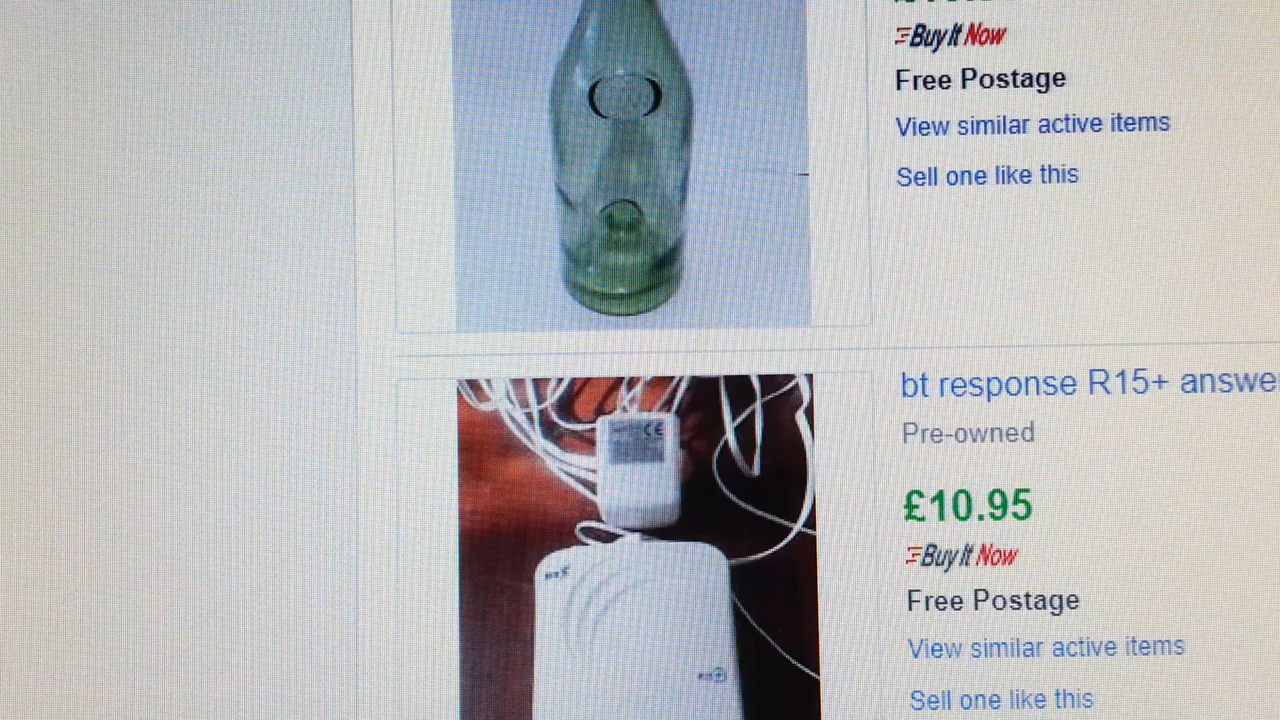 Buy It Now
Free Postage
View similar active items
Sell one like this
bt response R15+ answe
Pre-owned
£10.95
CE
Buy It Now
Free Postage
View similar active items
Sell one like this